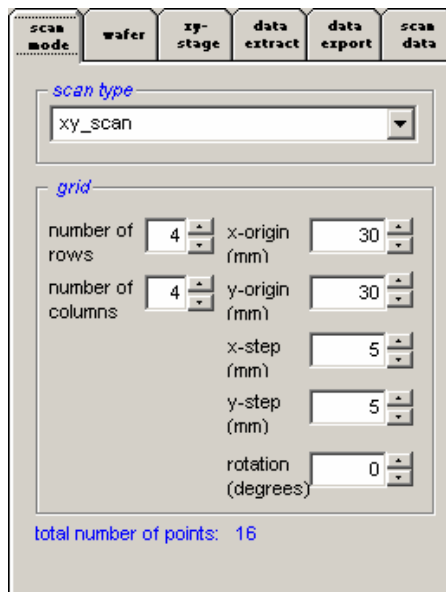 scan mode
wafer
xy-stage
data extract
data export
scan data
scan type
xy_scan
grid
number of rows
4
x-origin (mm)
30
number of columns
4
y-origin (mm)
30
x-step (mm)
5
y-step (mm)
5
rotation (degrees)
0
total number of points: 16